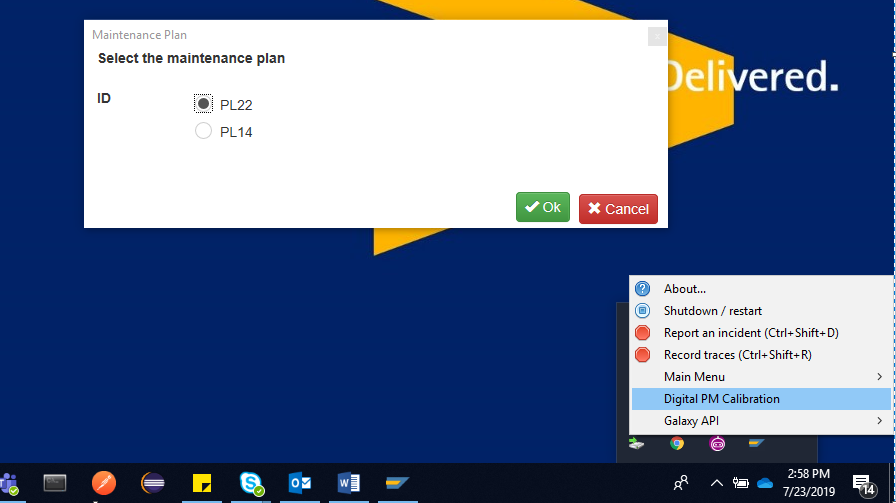 Maintenance Plan
x
Select the maintenance plan
ID
PL22
PL14
Ok
Cancel
Delivered.
About...
Shutdown / restart
Report an incident (Ctrl+Shift+D)
Record traces (Ctrl+Shift+R)
Main Menu
Digital PM Calibration
Galaxy API
2:58 PM
7/23/2019
14